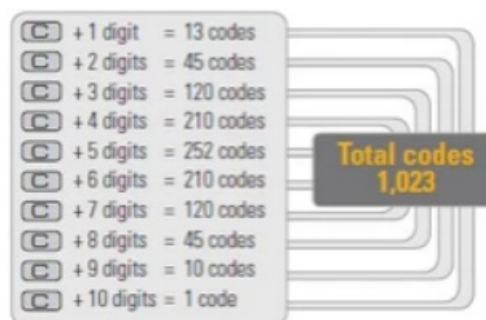 C + 1 digit = 13 codes
C + 2 digits = 45 codes
C + 3 digits = 120 codes
C + 4 digits = 210 codes
C + 5 digits = 252 codes
C + 6 digits = 210 codes
C + 7 digits = 120 codes
C + 8 digits = 45 codes
C + 9 digits = 10 codes
C + 10 digits = 1 code
Total codes
1,023